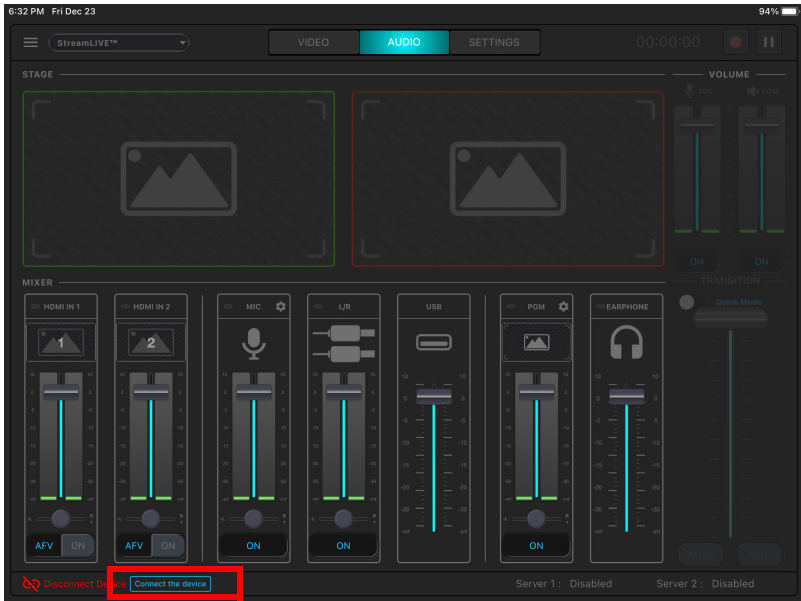 6:32 PM Fri Dec 23 94%
StreamLIVE™ VIDEO AUDIO SETTINGS 00:00:00
STAGE VOLUME
MIC PGM
ON ON
MIXER TRANSITION
HDMI IN 1 HDMI IN 2 MIC L/R USB PGM EARPHONE Quick Mode
1 2
L R L R L R L R L R
AFV ON AFV ON ON ON ON AUTO CUT
Disconnect Device Connect the device Server 1 : Disabled Server 2 : Disabled